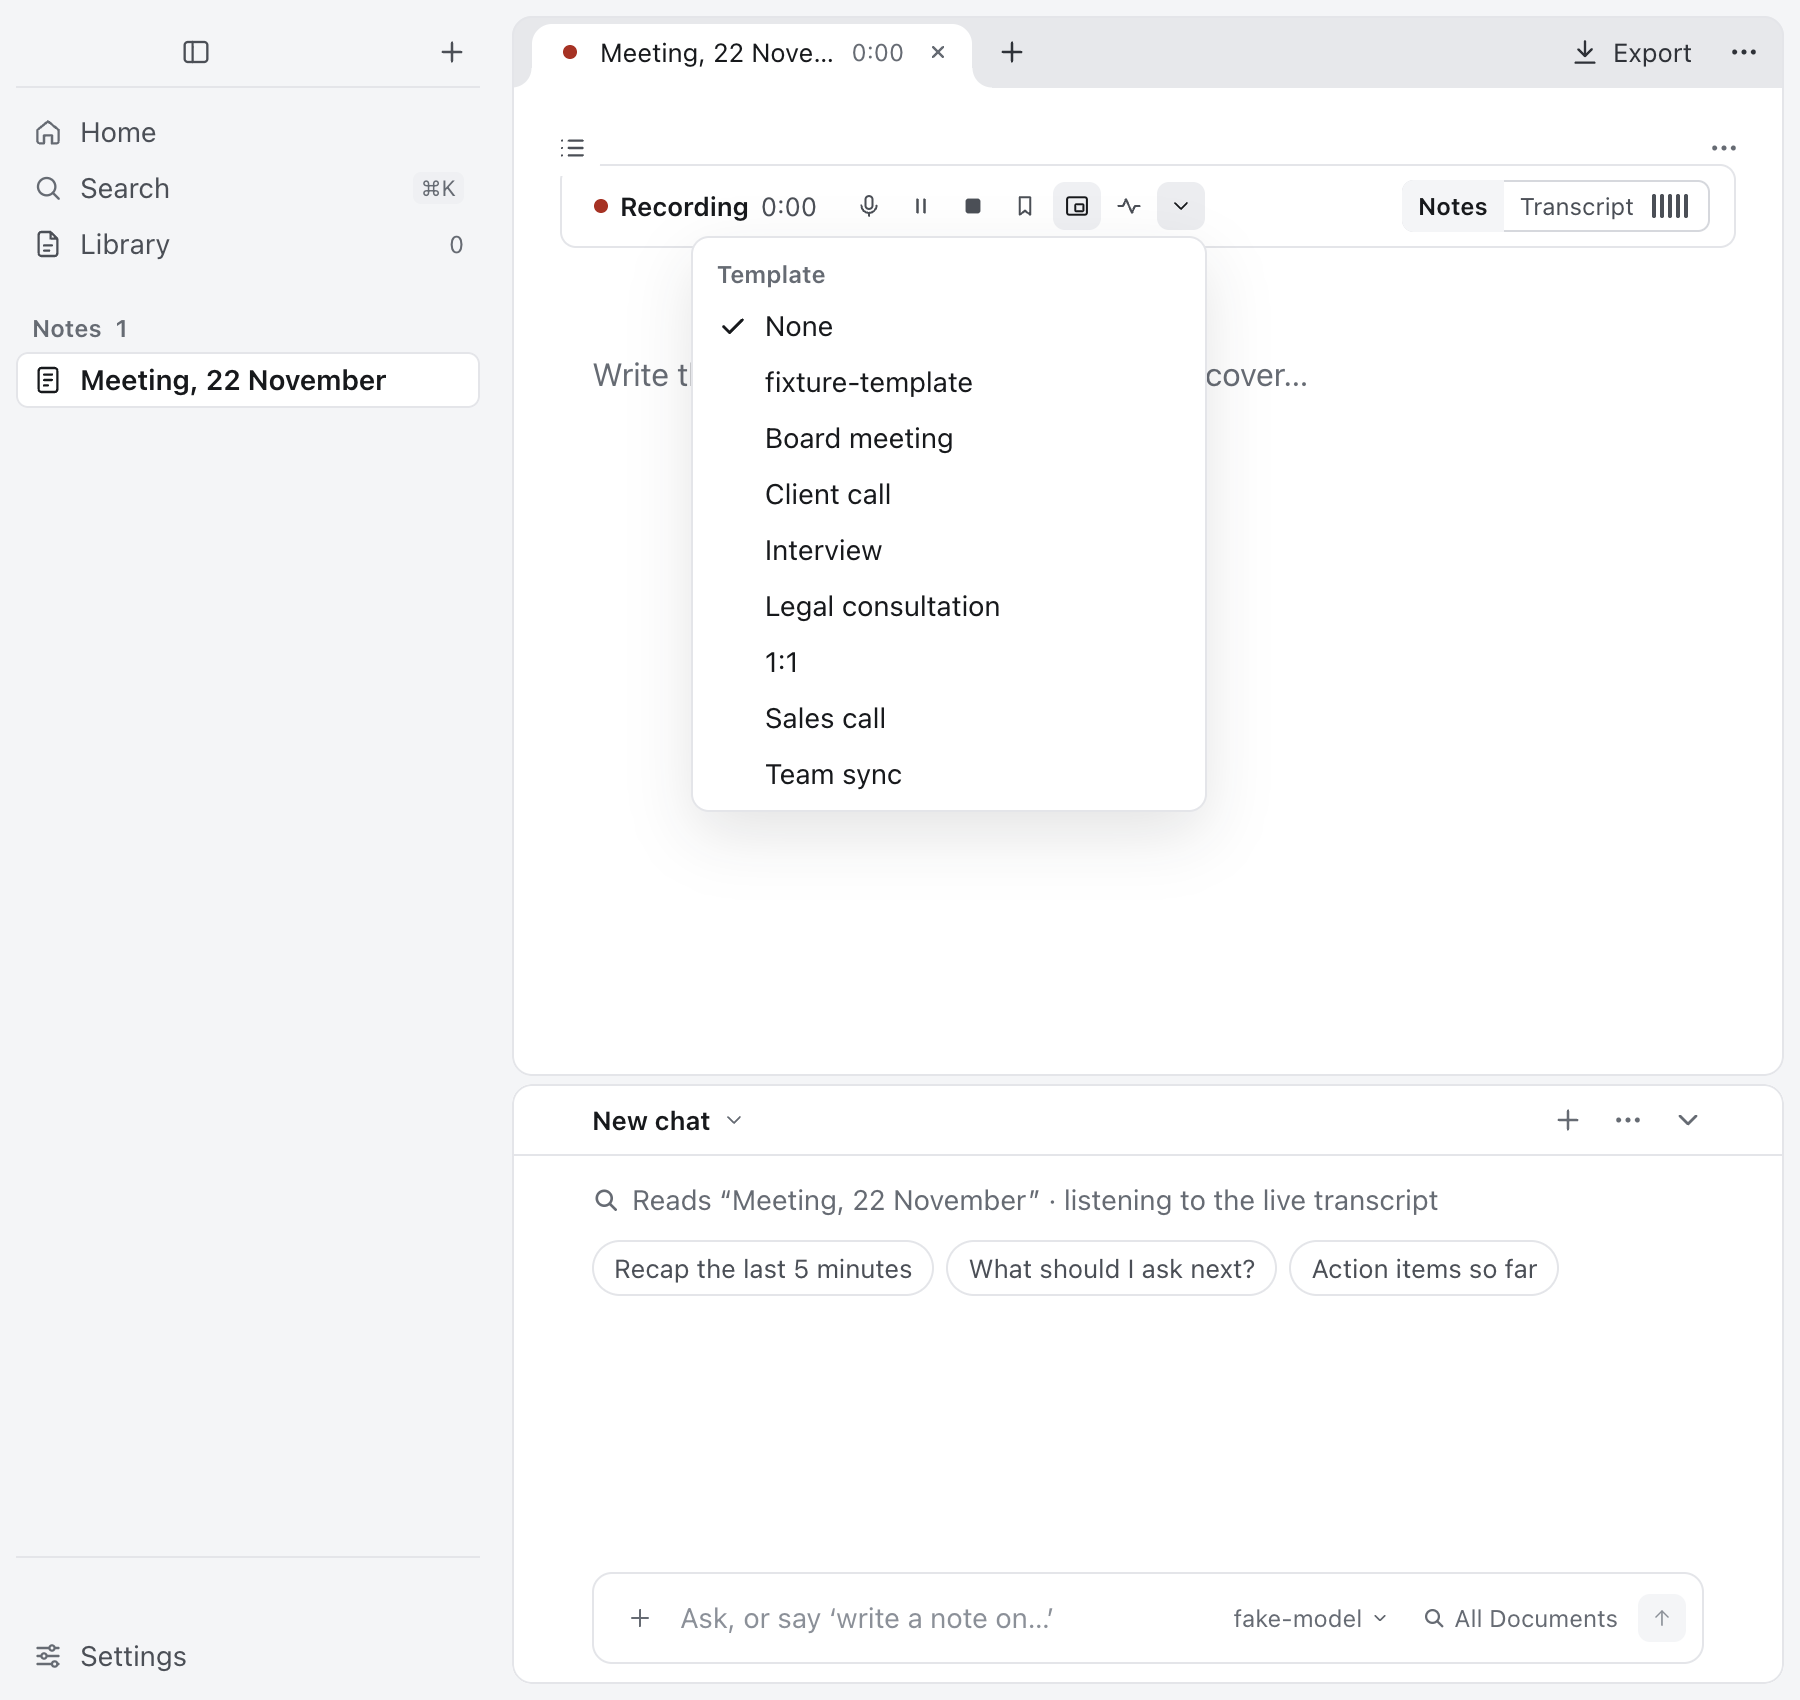 Meeting, 22 Nove... 0:00
Export
Home
Search ⌘K
Library 0
Notes 1
Meeting, 22 November
Recording 0:00
Notes Transcript
Template
None
fixture-template
Board meeting
Client call
Interview
Legal consultation
1:1
Sales call
Team sync
Write cover...
New chat
Reads “Meeting, 22 November” · listening to the live transcript
Recap the last 5 minutes
What should I ask next?
Action items so far
Ask, or say ‘write a note on...’
fake-model
All Documents
Settings